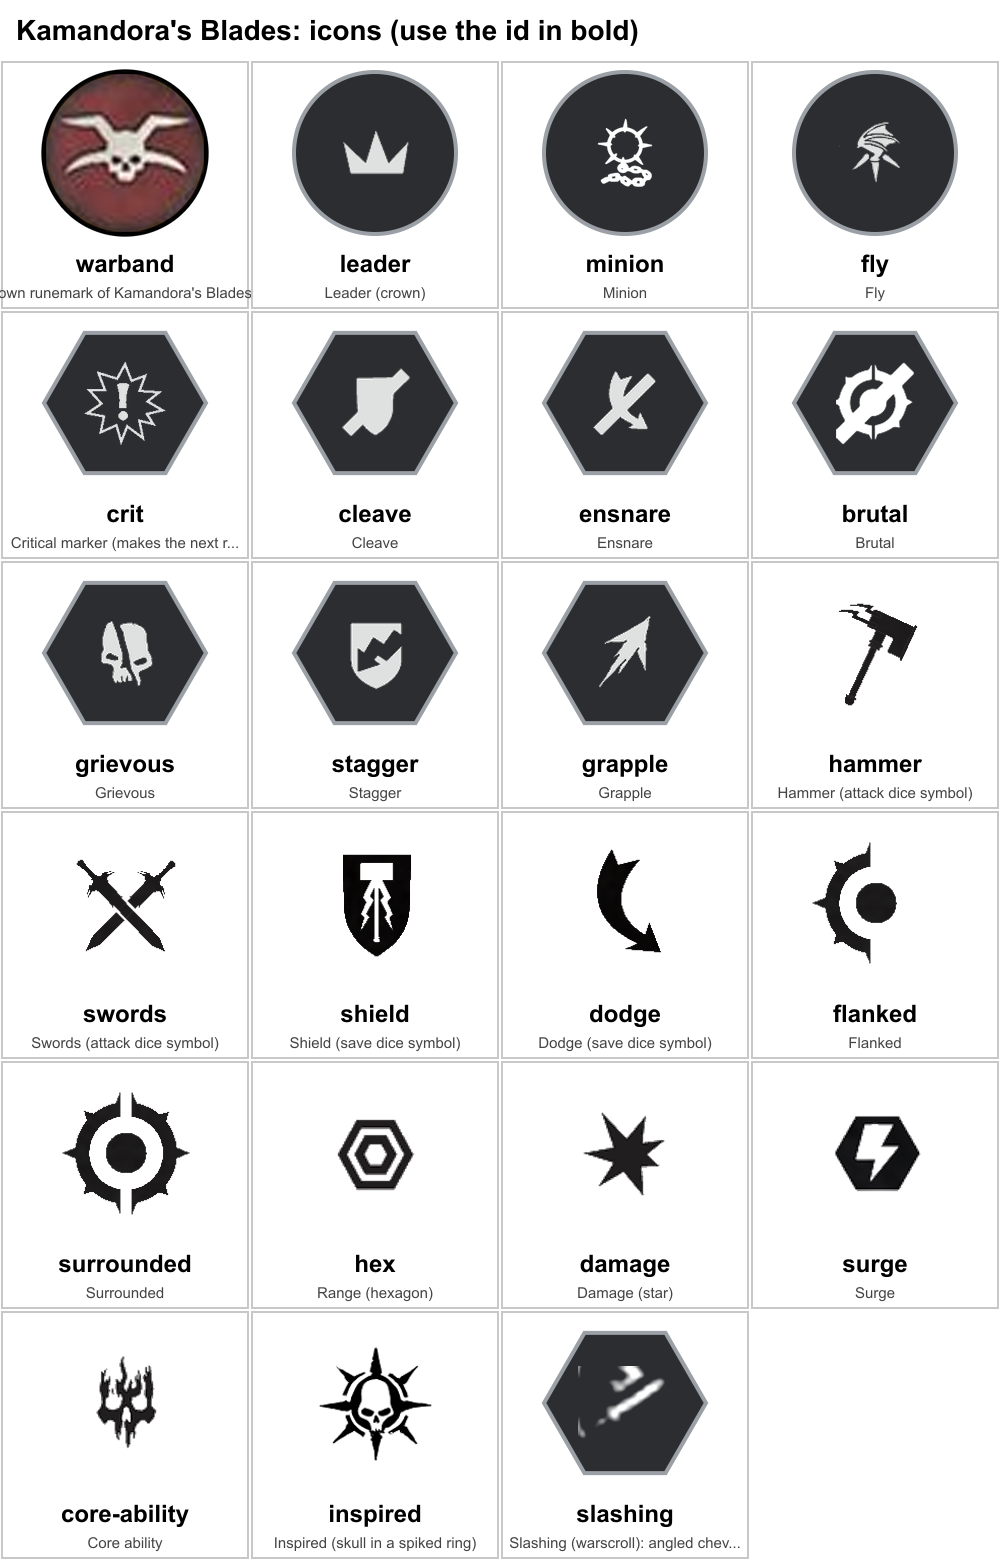 Kamandora's Blades: icons (use the id in bold)
warband
leader
minion
fly
own runemark of Kamandora's Blades
Leader (crown)
Minion
Fly
crit
cleave
ensnare
brutal
Critical marker (makes the next r...
Cleave
Ensnare
Brutal
grievous
stagger
grapple
hammer
Grievous
Stagger
Grapple
Hammer (attack dice symbol)
swords
shield
dodge
flanked
Swords (attack dice symbol)
Shield (save dice symbol)
Dodge (save dice symbol)
Flanked
surrounded
hex
damage
surge
Surrounded
Range (hexagon)
Damage (star)
Surge
core-ability
inspired
slashing
Core ability
Inspired (skull in a spiked ring)
Slashing (warscroll): angled chev...